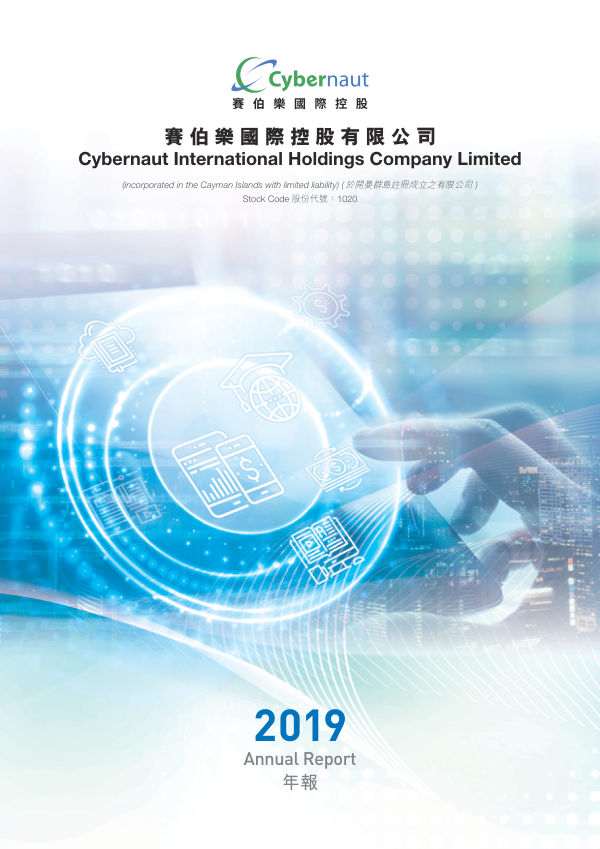 Cybernaut
賽伯樂國際控股
賽伯樂國際控股有限公司
Cybernaut International Holdings Company Limited
(incorporated in the Cayman Islands with limited liability) (於開曼群島註冊成立之有限公司)
Stock Code 股份代號：1020
2019
Annual Report
年報